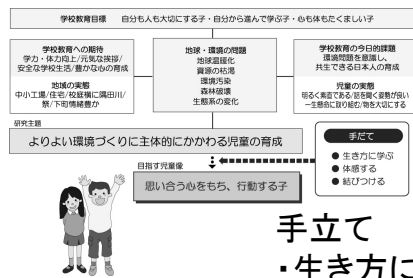 学校教育目標　自分も人も大切にする子・自分から進んで学ぶ子・心も体もたくましい子
学校教育への期待
学力・体力向上/元気な挨拶/
安全な学校生活/豊かな心の育成
地域の実態
中小工場/住宅/校庭横に隅田川/
祭/下町情緒豊か
地球・環境の問題
地球温暖化
資源の枯渇
環境汚染
森林破壊
生態系の変化
学校教育の今日的課題
環境問題を意識し、
共生できる日本人の育成
児童の実態
明るく素直である/話を聞く姿勢が良い
一生懸命に取り組む/物を大切にする
研究主題
よりよい環境づくりに主体的にかかわる児童の育成
目指す児童像
思い合う心をもち、行動する子
手だて
● 生き方に学ぶ
● 体感する
● 結びつける
手立て
・生き方に